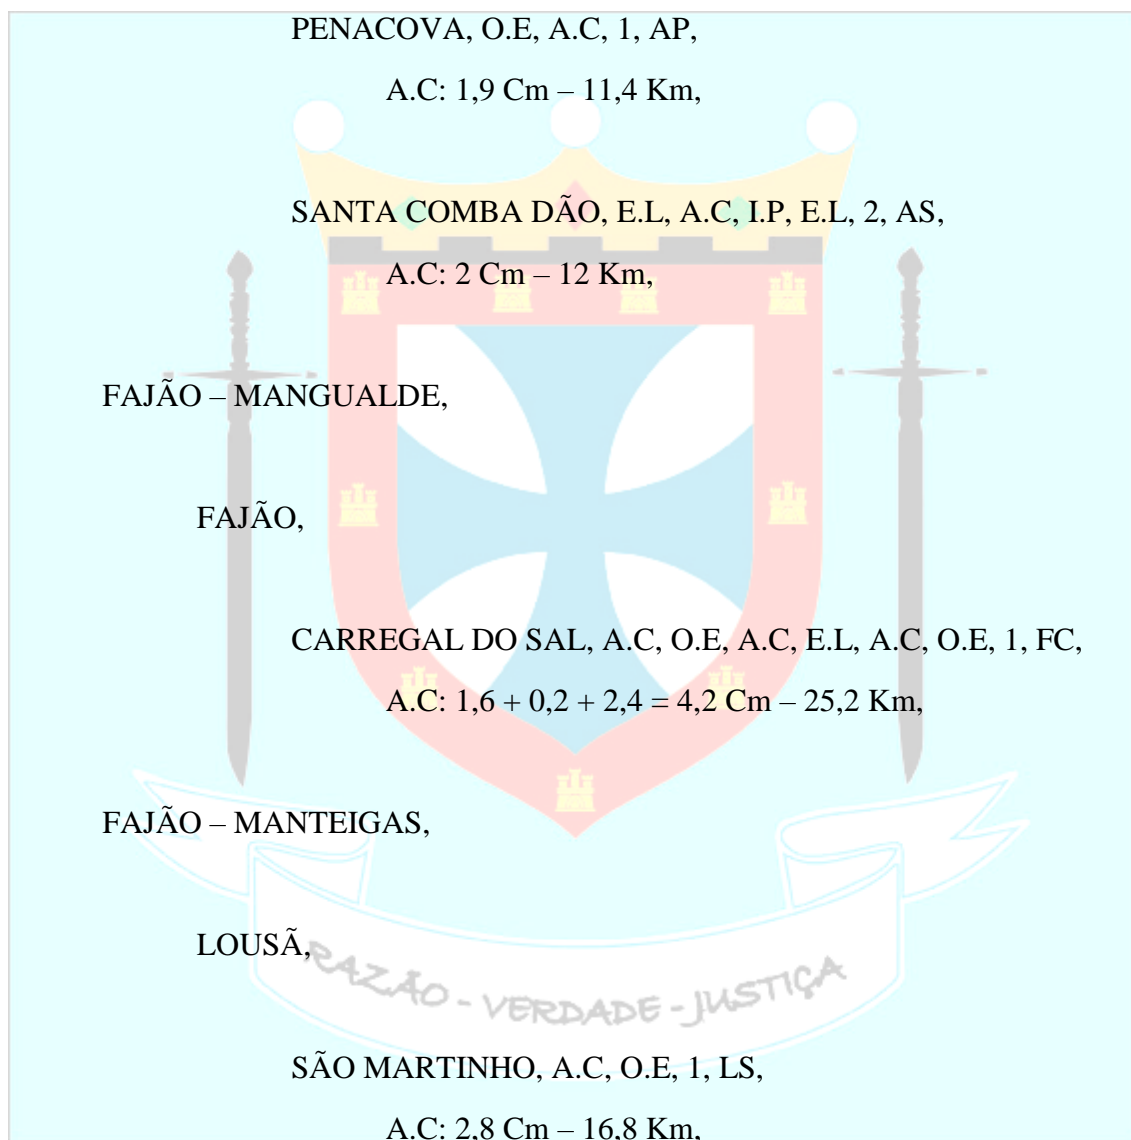 PENACOVA, O.E, A.C, 1, AP,
A.C: 1,9 Cm – 11,4 Km,
SANTA COMBA DÃO, E.L, A.C, I.P, E.L, 2, AS,
A.C: 2 Cm – 12 Km,
FAJÃO – MANGUALDE,
FAJÃO,
CARREGAL DO SAL, A.C, O.E, A.C, E.L, A.C, O.E, 1, FC,
A.C: 1,6 + 0,2 + 2,4 = 4,2 Cm – 25,2 Km,
FAJÃO – MANTEIGAS,
LOUSÃ,
RAZÃO - VERDADE - JUSTIÇA
SÃO MARTINHO, A.C, O.E, 1, LS,
A.C: 2,8 Cm – 16,8 Km,